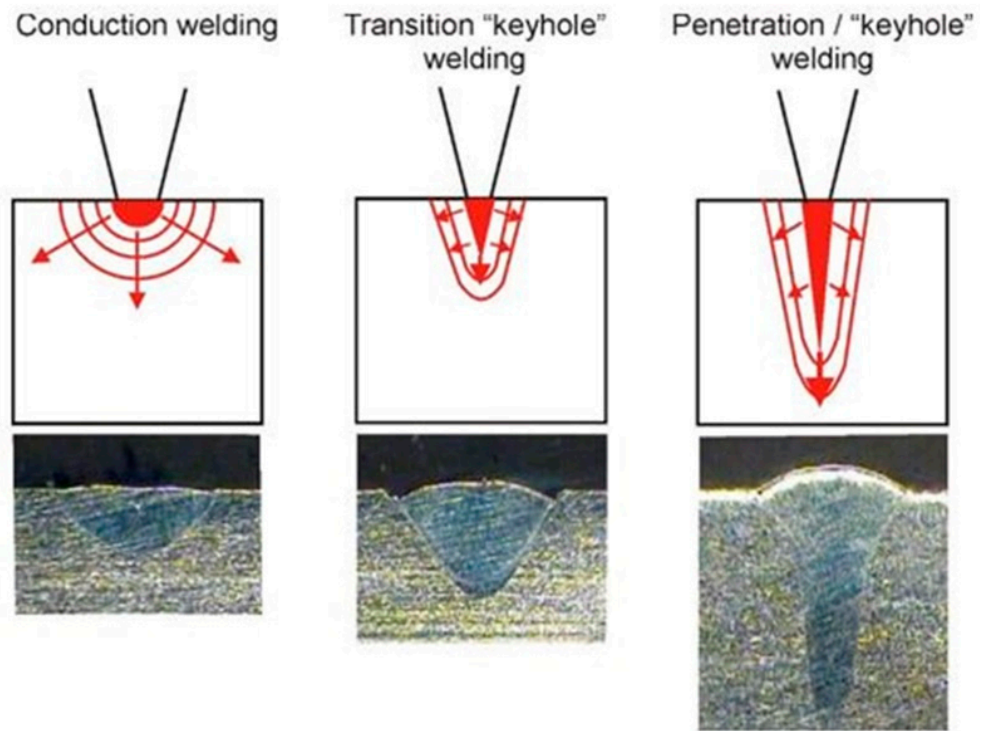 Conduction welding
Transition “keyhole”
welding
Penetration / “keyhole”
welding